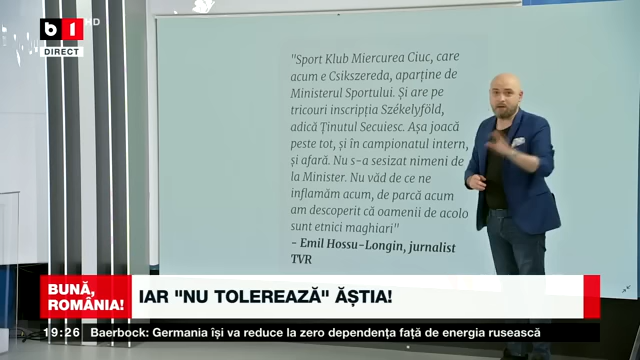 b 1 HD
DIRECT
"Sport Klub Miercurea Ciuc, care
acum e Csikszereda, aparține de
Ministerul Sportului. Și are pe
tricouri inscripția Székelyföld,
adică Ținutul Secuiesc. Așa joacă
peste tot, și în campionatul intern,
și afară. Nu s-a sesizat nimeni de
la Minister. Nu văd de ce ne
inflamăm acum, de parcă acum
am descoperit că oamenii de acolo
sunt etnici maghiari"
- Emil Hossu-Longin, jurnalist
TVR
BUNĂ,
ROMÂNIA!
IAR "NU TOLEREAZĂ" ĂȘTIA!
19:26 Baerbock: Germania își va reduce la zero dependența față de energia rusească